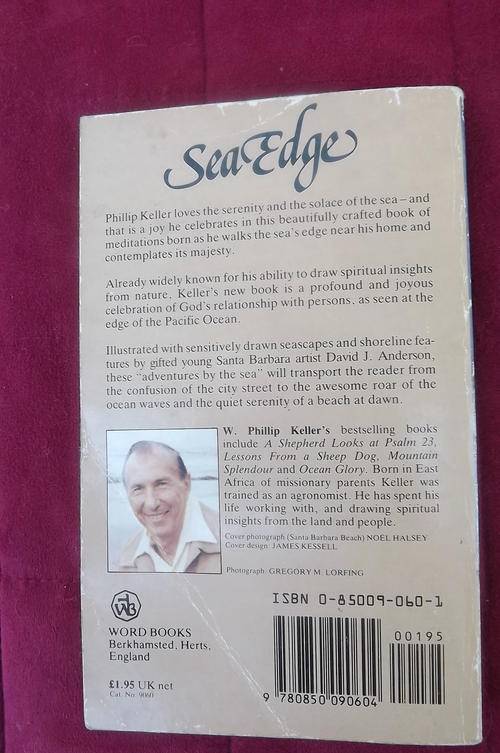 Sea Edge
Phillip Keller loves the serenity and the solace of the sea – and
that is a joy he celebrates in this beautifully crafted book of
meditations born as he walks the sea's edge near his home and
contemplates its majesty.
Already widely known for his ability to draw spiritual insights
from nature, Keller's new book is a profound and joyous
celebration of God's relationship with persons, as seen at the
edge of the Pacific Ocean.
Illustrated with sensitively drawn seascapes and shoreline fea-
tures by gifted young Santa Barbara artist David J. Anderson,
these "adventures by the sea" will transport the reader from
the confusion of the city street to the awesome roar of the
ocean waves and the quiet serenity of a beach at dawn.
W. Phillip Keller's bestselling books
include A Shepherd Looks at Psalm 23,
Lessons From a Sheep Dog, Mountain
Splendour and Ocean Glory. Born in East
Africa of missionary parents Keller was
trained as an agronomist. He has spent his
life working with, and drawing spiritual
insights from the land and people.
Cover photograph (Santa Barbara Beach) NOEL HALSEY
Cover design: JAMES KESSELL
Photograph: GREGORY M. LORFING
WB
WORD BOOKS
Berkhamsted, Herts,
England
£1.95 UK net
Cat. No. 9060
ISBN 0-85009-060-1
00195
9 780850 090604